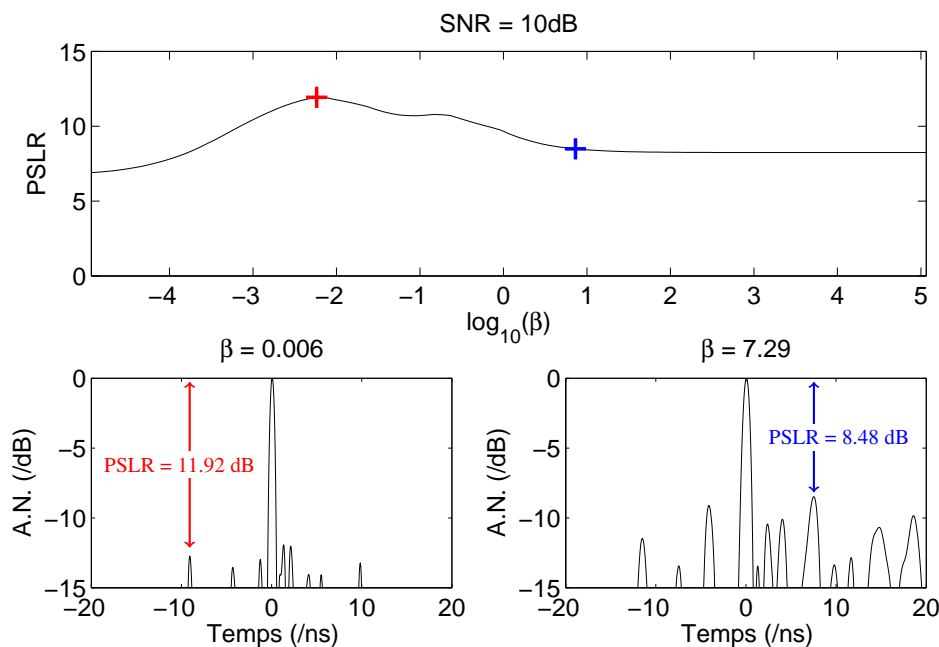 SNR = 10dB
15
10
5
0
PSLR
−4 −3 −2 −1 0 1 2 3 4 5
log10(β)
β = 0.006
0
−5
−10
−15
A.N. (/dB)
PSLR = 11.92 dB
−20 −10 0 10 20
Temps (/ns)
β = 7.29
0
−5
−10
−15
A.N. (/dB)
PSLR = 8.48 dB
−20 −10 0 10 20
Temps (/ns)